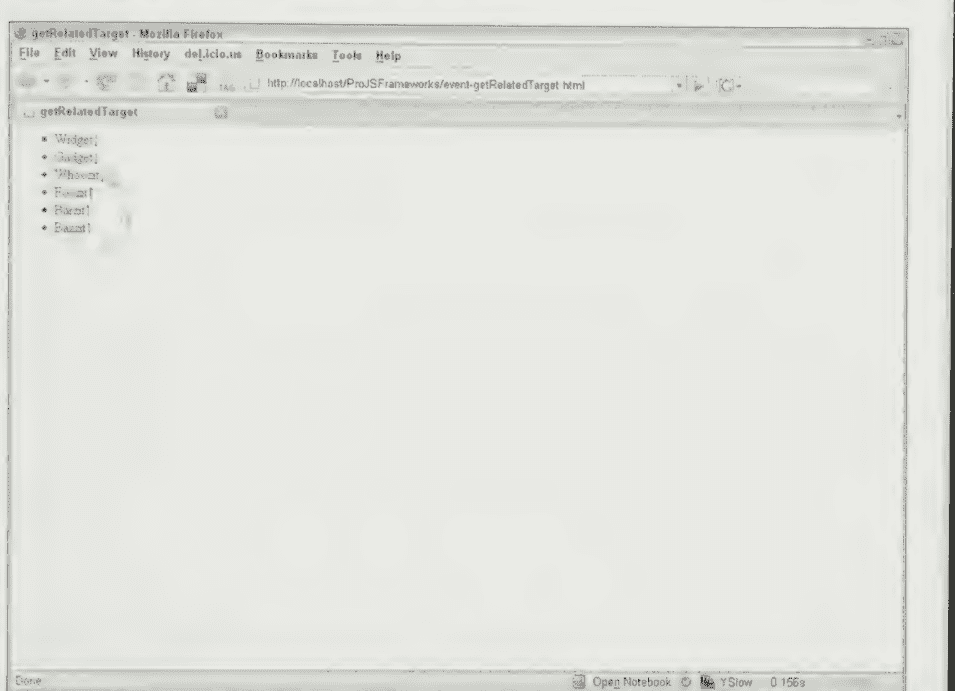 getRelatedTarget - Mozilla Firefox
File Edit View History del.icio.us Bookmarks Tools Help
TAG http://localhost/ProJSFrameworks/event-getRelatedTarget.html
getRelatedTarget
• Widget!
• Gadget!
• Whoozit!
• Foozit!
• Barzit!
• Bazzit!
Done Open Notebook YSlow 0.156s